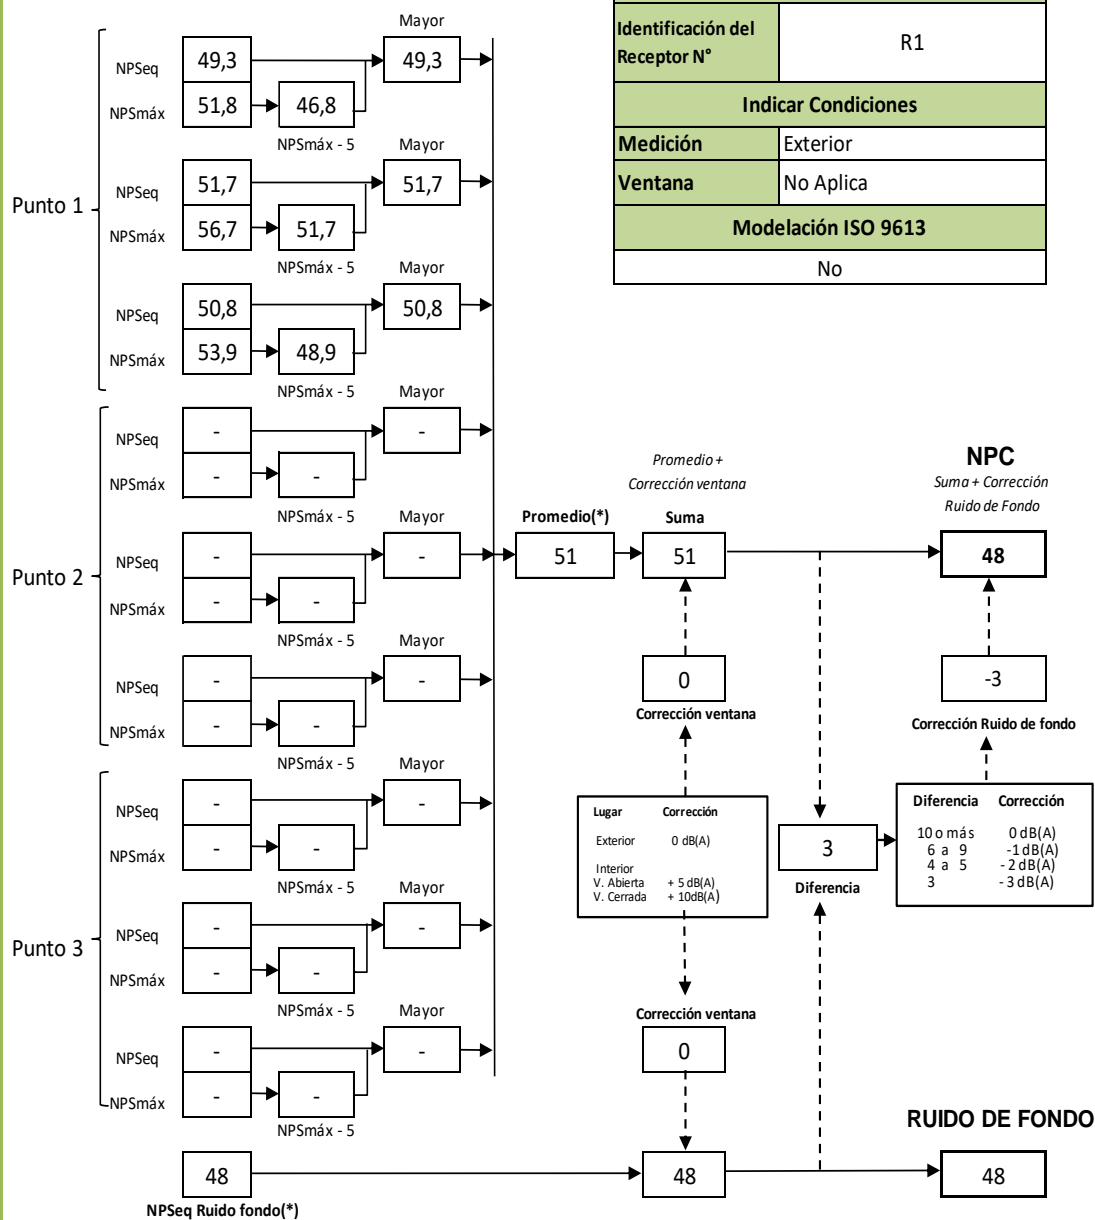 Identificación del
Receptor N°
R1
Indicar Condiciones
Medición
Exterior
Ventana
No Aplica
Modelación ISO 9613
No
Punto 1
Mayor
NPSeq
49,3
49,3
NPSmáx
51,8
46,8
NPSmáx - 5
Mayor
NPSeq
51,7
51,7
NPSmáx
56,7
51,7
NPSmáx - 5
Mayor
NPSeq
50,8
50,8
NPSmáx
53,9
48,9
NPSmáx - 5
Punto 2
Mayor
NPSeq
-
-
NPSmáx
-
-
NPSmáx - 5
Mayor
NPSeq
-
-
NPSmáx
-
-
NPSmáx - 5
Mayor
NPSeq
-
-
NPSmáx
-
-
NPSmáx - 5
Punto 3
Mayor
NPSeq
-
-
NPSmáx
-
-
NPSmáx - 5
NPSeq
-
-
NPSmáx
-
-
NPSmáx - 5
Mayor
NPSeq
-
-
NPSmáx
-
-
NPSmáx - 5
48
NPSeq Ruido fondo(*)
Promedio(*)
51
Promedio +
Corrección ventana
Suma
51
0
Corrección ventana
Lugar Corrección
Exterior 0 dB(A)
Interior
V. Abierta + 5 dB(A)
V. Cerrada + 10dB(A)
Corrección ventana
0
48
3
Diferencia
NPC
Suma + Corrección
Ruido de Fondo
48
-3
Corrección Ruido de fondo
Diferencia Corrección
10 o más 0 dB(A)
6 a 9 -1 dB(A)
4 a 5 - 2 dB(A)
3 - 3 dB(A)
RUIDO DE FONDO
48